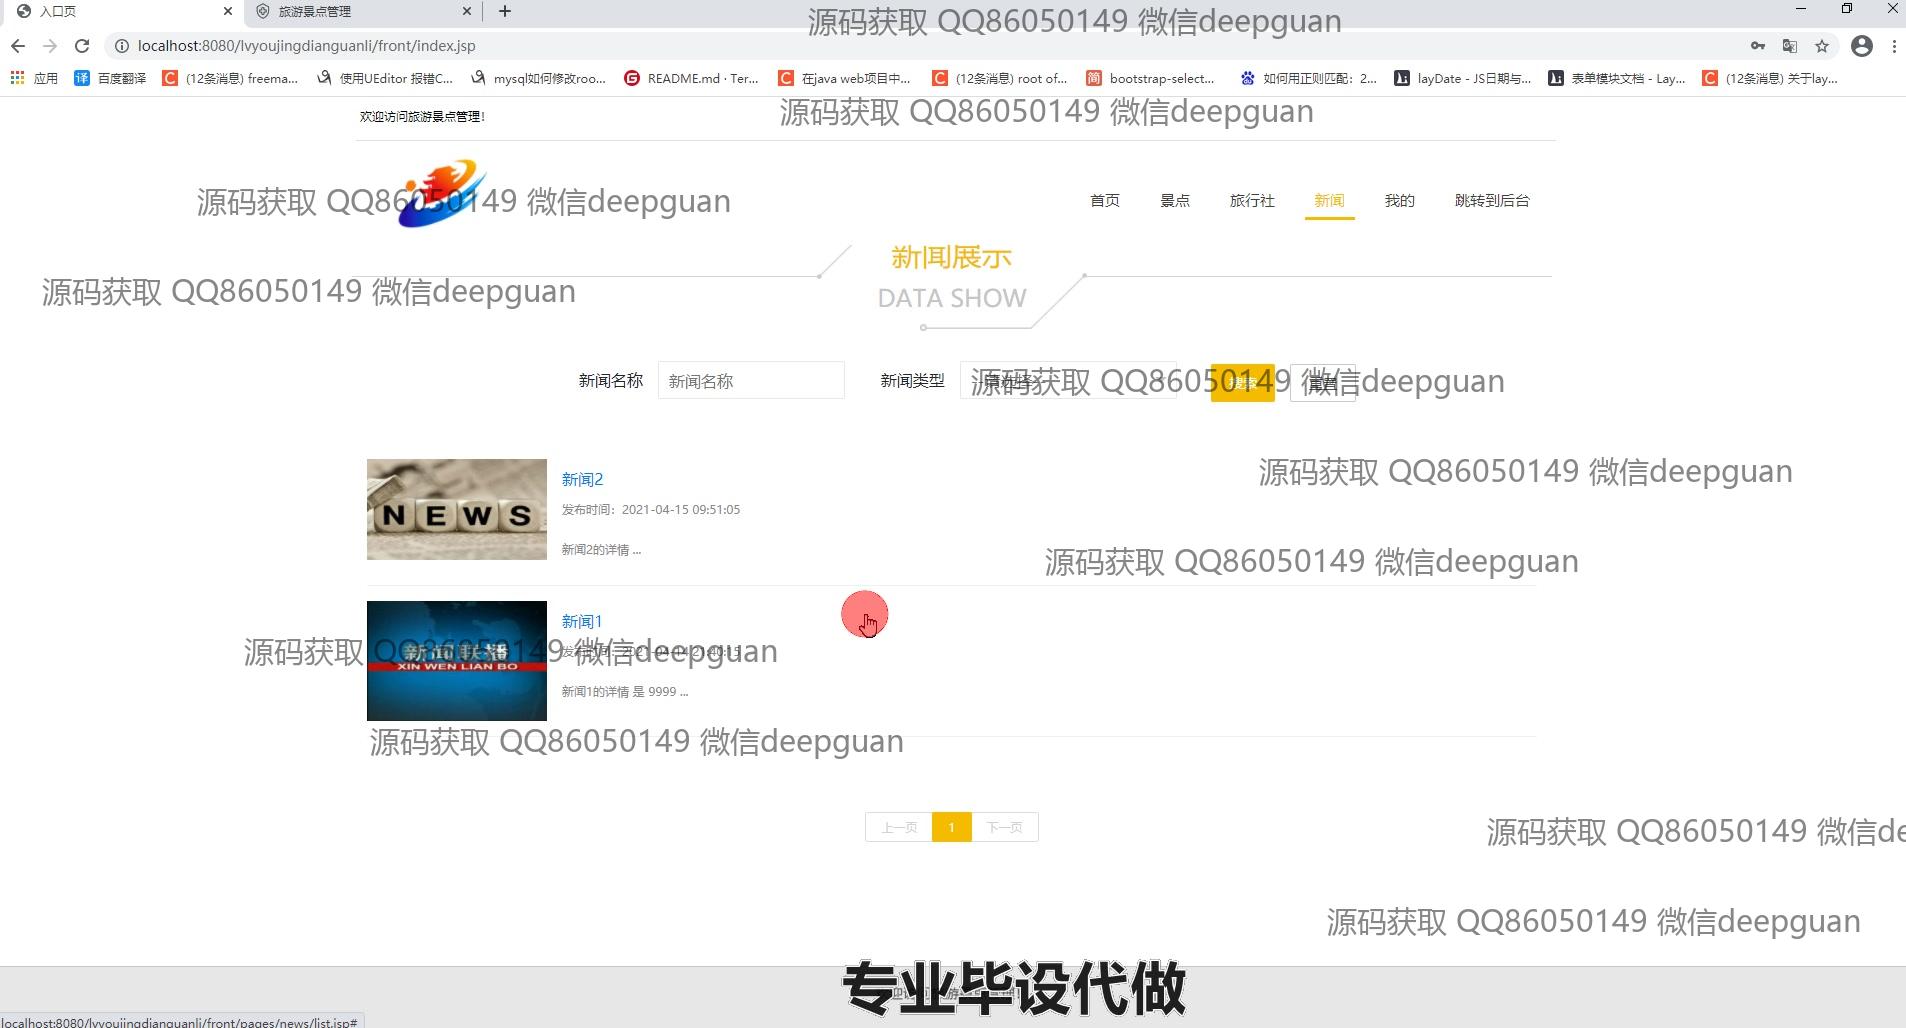 入口页
旅游景点管理
源码获取 QQ86050149 微信deepguan
localhost:8080/lvyoujingdianguanli/front/index.jsp
应用
百度翻译
(12条消息) freema...
使用UEditor 报错C...
mysql如何修改roo...
README.md · Ter...
在java web项目中...
(12条消息) root of...
bootstrap-select...
如何用正则匹配：2...
layDate - JS日期与...
表单模块文档 - Lay...
(12条消息) 关于lay...
欢迎访问旅游景点管理！
源码获取 QQ86050149 微信deepguan
源码获取 QQ86050149 微信deepguan
首页
景点
旅行社
新闻
我的
跳转到后台
新闻展示
源码获取 QQ86050149 微信deepguan
DATA SHOW
新闻名称
新闻名称
新闻类型
源码获取 QQ86050149 微信deepguan
搜索
重置
NEWS
新闻2
源码获取 QQ86050149 微信deepguan
发布时间：2021-04-15 09:51:05
新闻2的详情 ...
源码获取 QQ86050149 微信deepguan
新闻1
源码获取 QQ86050149 微信deepguan
新闻联播
XIN WEN LIAN BO
新闻1的详情 是 9999 ...
源码获取 QQ86050149 微信deepguan
上一页
1
下一页
源码获取 QQ86050149 微信de
源码获取 QQ86050149 微信deepguan
专业毕设代做
localhost:8080/lvyoujingdianguanli/front/pages/news/list.jsp#